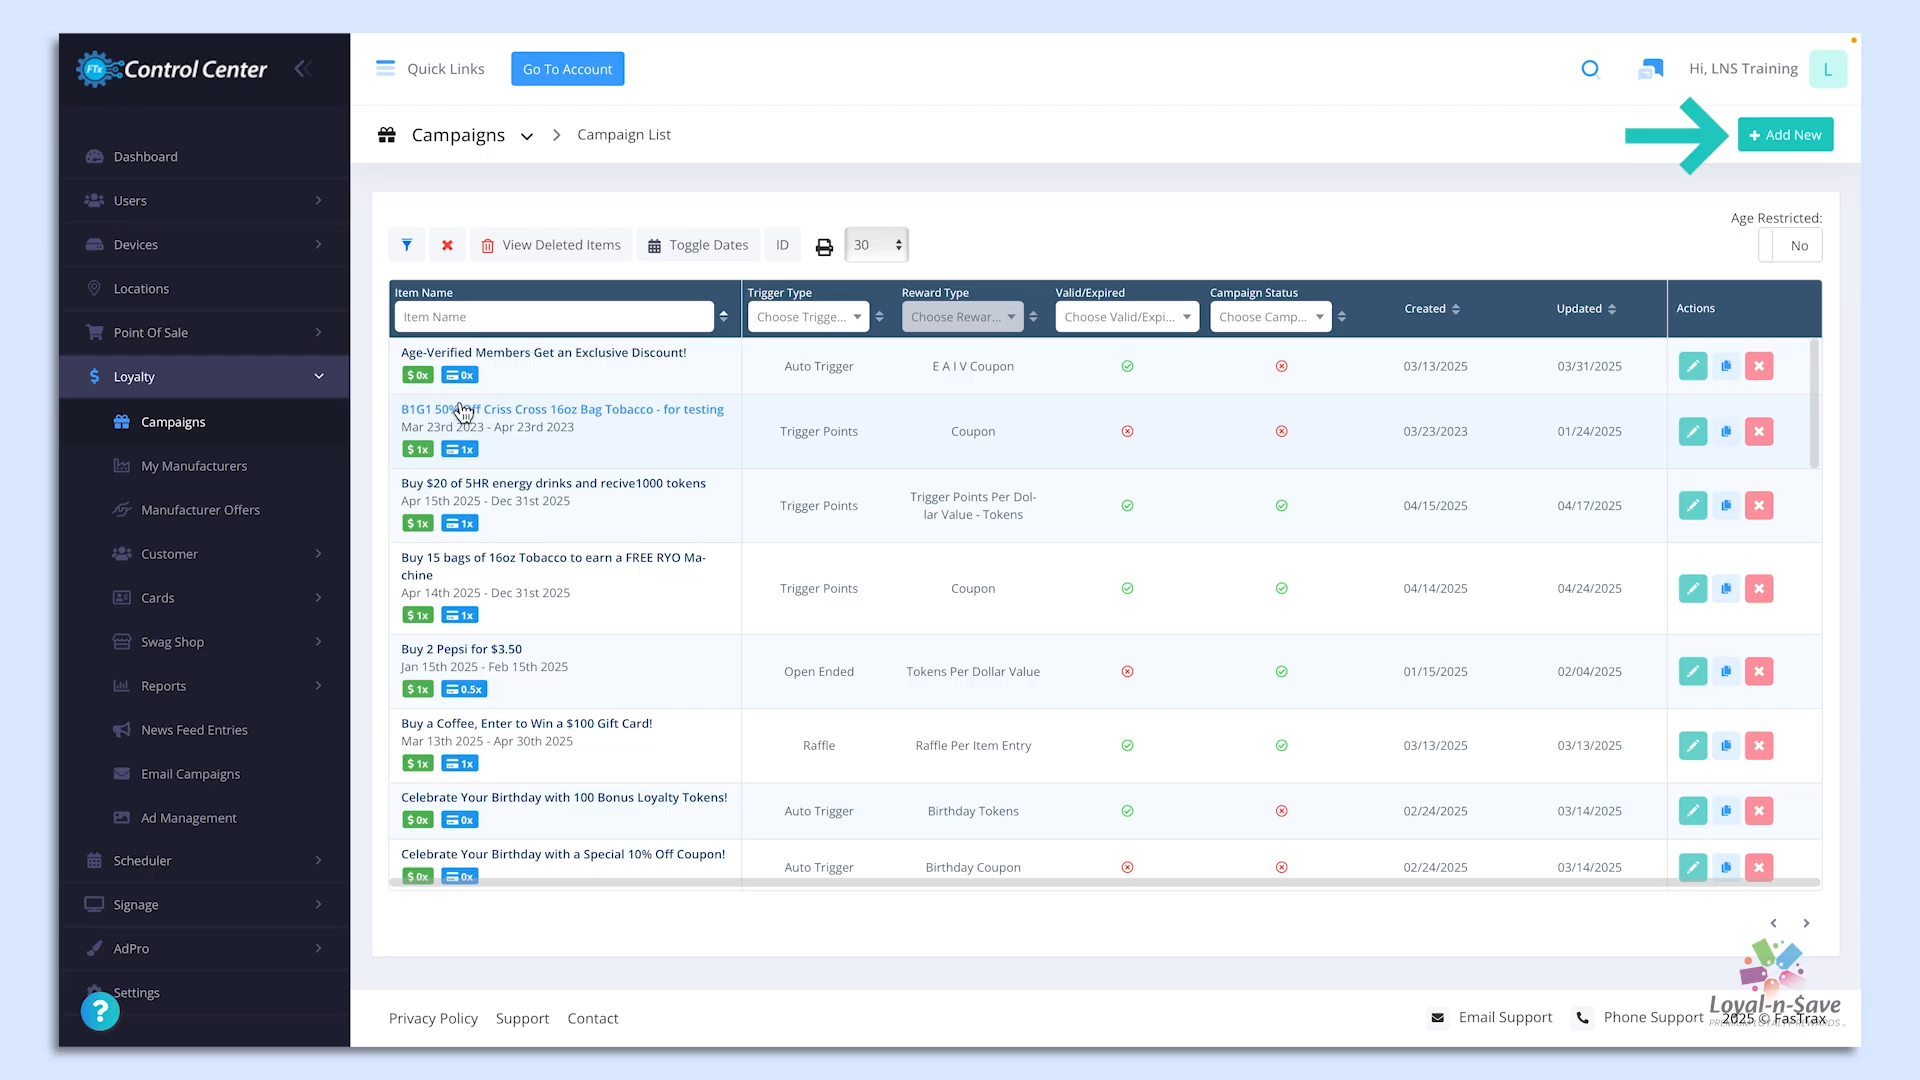 FTx Control Center
Quick Links
Go To Account
Hi, LNS Training
L
Campaigns
Campaign List
+ Add New
Dashboard
Users
Devices
Locations
Point Of Sale
Loyalty
Campaigns
My Manufacturers
Manufacturer Offers
Customer
Cards
Swag Shop
Reports
News Feed Entries
Email Campaigns
Ad Management
Scheduler
Signage
AdPro
Settings
?
Age Restricted:
No
View Deleted Items
Toggle Dates
ID
30
Item Name Trigger Type Reward Type Valid/Expired Campaign Status Created Updated Actions
Item Name Choose Trigge... Choose Rewar... Choose Valid/Expi... Choose Camp...
Age-Verified Members Get an Exclusive Discount!
$ 0x 0x
Auto Trigger E A I V Coupon 03/13/2025 03/31/2025
B1G1 50% Off Criss Cross 16oz Bag Tobacco - for testing
Mar 23rd 2023 - Apr 23rd 2023
$ 1x 1x
Trigger Points Coupon 03/23/2023 01/24/2025
Buy $20 of 5HR energy drinks and recive1000 tokens
Apr 15th 2025 - Dec 31st 2025
$ 1x 1x
Trigger Points Trigger Points Per Dol-
lar Value - Tokens 04/15/2025 04/17/2025
Buy 15 bags of 16oz Tobacco to earn a FREE RYO Ma-
chine
Apr 14th 2025 - Dec 31st 2025
$ 1x 1x
Trigger Points Coupon 04/14/2025 04/24/2025
Buy 2 Pepsi for $3.50
Jan 15th 2025 - Feb 15th 2025
$ 1x 0.5x
Open Ended Tokens Per Dollar Value 01/15/2025 02/04/2025
Buy a Coffee, Enter to Win a $100 Gift Card!
Mar 13th 2025 - Apr 30th 2025
$ 1x 1x
Raffle Raffle Per Item Entry 03/13/2025 03/13/2025
Celebrate Your Birthday with 100 Bonus Loyalty Tokens!
$ 0x 0x
Auto Trigger Birthday Tokens 02/24/2025 03/14/2025
Celebrate Your Birthday with a Special 10% Off Coupon!
$ 0x 0x
Auto Trigger Birthday Coupon 02/24/2025 03/14/2025
Privacy Policy Support Contact
Email Support Phone Support
Loyal-n-$ave
2025 © FasTrax